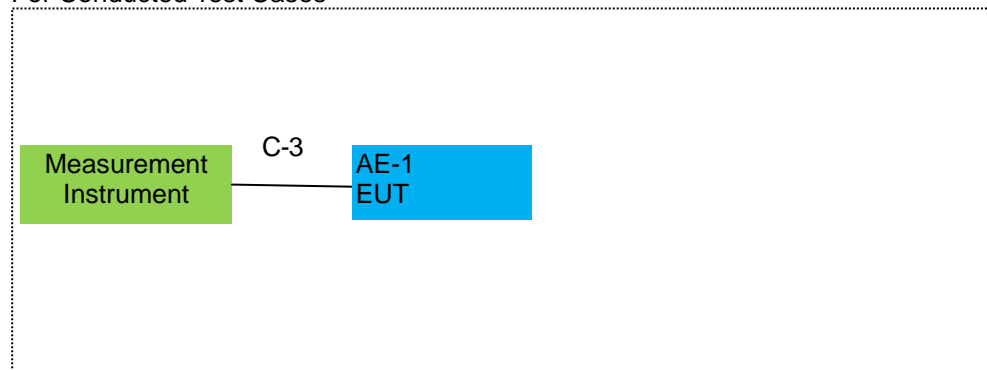 For Conducted Test Cases
Measurement
Instrument
C-3
AE-1
EUT